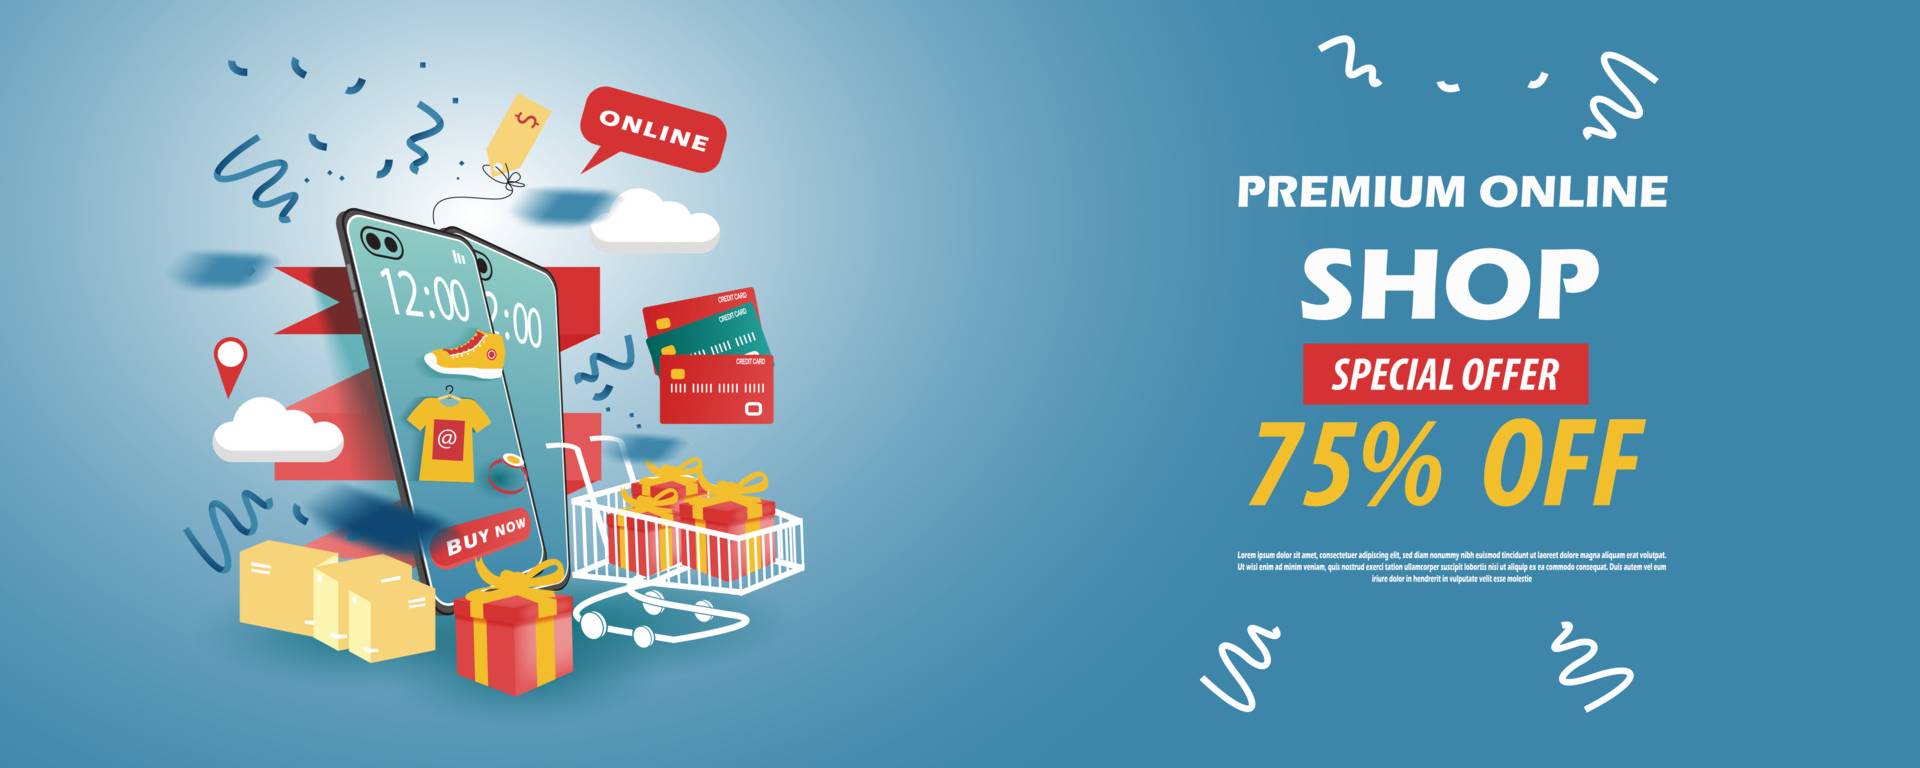 $
ONLINE
12:00
2:00
CREDIT CARD
CREDIT CARD
CREDIT CARD
@
BUY NOW
PREMIUM ONLINE
SHOP
SPECIAL OFFER
75% OFF
Lorem ipsum dolor sit amet, consectetuer adipiscing elit, sed diam nonummy nibh euismod tincidunt ut laoreet dolore magna aliquam erat volutpat.
Ut wisi enim ad minim veniam, quis nostrud exerci tation ullamcorper suscipit lobortis nisl ut aliquip ex ea commodo consequat. Duis autem vel eum
iriure dolor in hendrerit in vulputate velit esse molestie